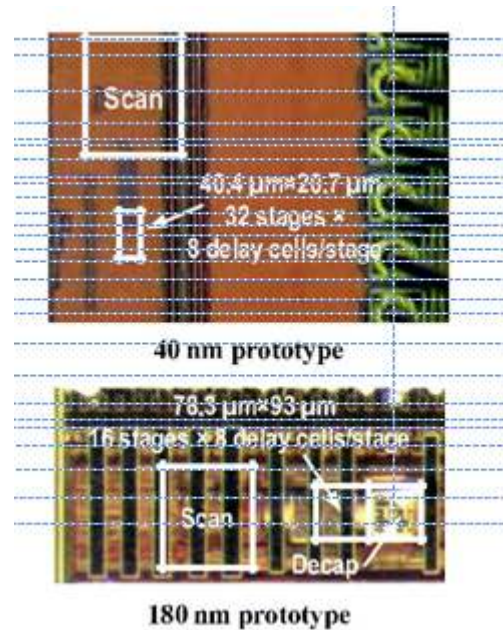 Scan
40.4 µm×20.7 µm
32 stages ×
8 delay cells/stage
40 nm prototype
78.3 µm×93 µm
16 stages × 8 delay cells/stage
Scan
Decap
180 nm prototype